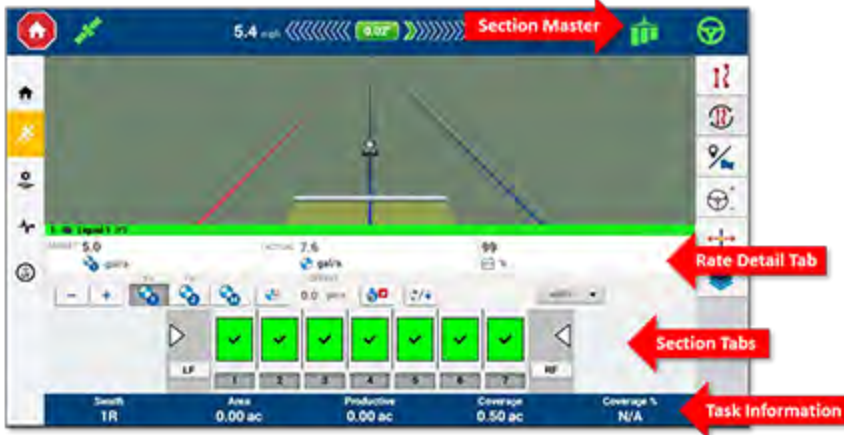 5.4 mph
0.02"
Section Master
TARGET 5.0
gal/a
ACTUAL 7.6
gal/a
99
%
Rate Detail Tab
0.0
LF
RF
1 2 3 4 5 6 7
Section Tabs
Swath
1R
Area
0.00 ac
Productive
0.00 ac
Coverage
0.50 ac
Coverage %
N/A
Task Information